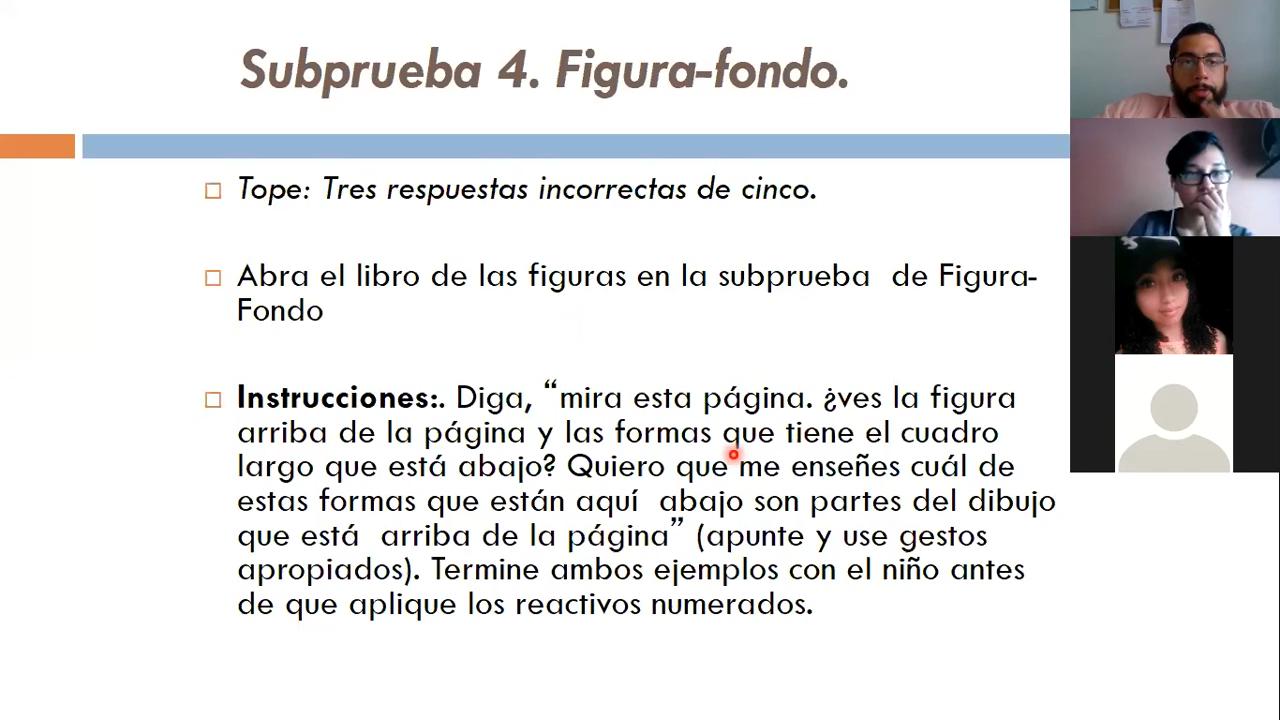 Subprueba 4. Figura-fondo.
Tope: Tres respuestas incorrectas de cinco.
Abra el libro de las figuras en la subprueba de Figura-
Fondo
Instrucciones:. Diga, “mira esta página. ¿ves la figura
arriba de la página y las formas que tiene el cuadro
largo que está abajo? Quiero que me enseñes cuál de
estas formas que están aquí abajo son partes del dibujo
que está arriba de la página” (apunte y use gestos
apropiados). Termine ambos ejemplos con el niño antes
de que aplique los reactivos numerados.